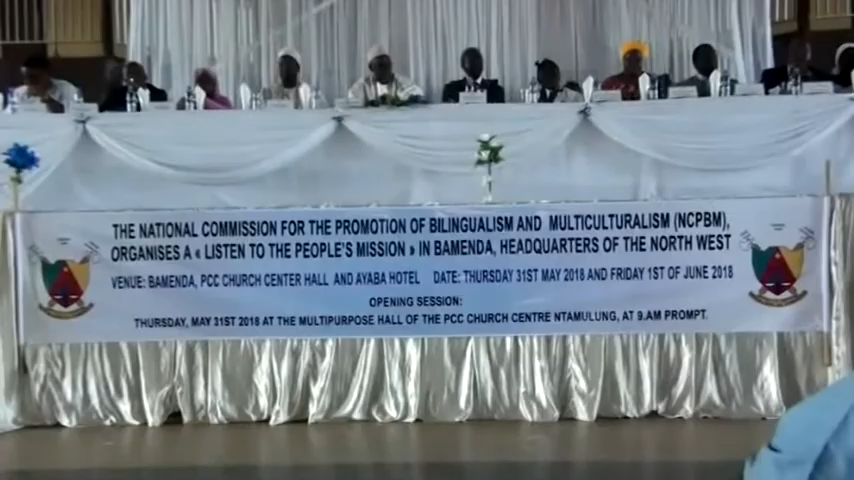 THE NATIONAL COMMISSION FOR THE PROMOTION OF BILINGUALISM AND MULTICULTURALISM (NCPBM),
ORGANISES A « LISTEN TO THE PEOPLE'S MISSION » IN BAMENDA, HEADQUARTERS OF THE NORTH WEST
VENUE: BAMENDA, PCC CHURCH CENTER HALL AND AYABA HOTEL DATE: THURSDAY 31ST MAY 2018 AND FRIDAY 1ST OF JUNE 2018
OPENING SESSION:
THURSDAY, MAY 31ST 2018 AT THE MULTIPURPOSE HALL OF THE PCC CHURCH CENTRE NTAMULUNG, AT 9.AM PROMPT.